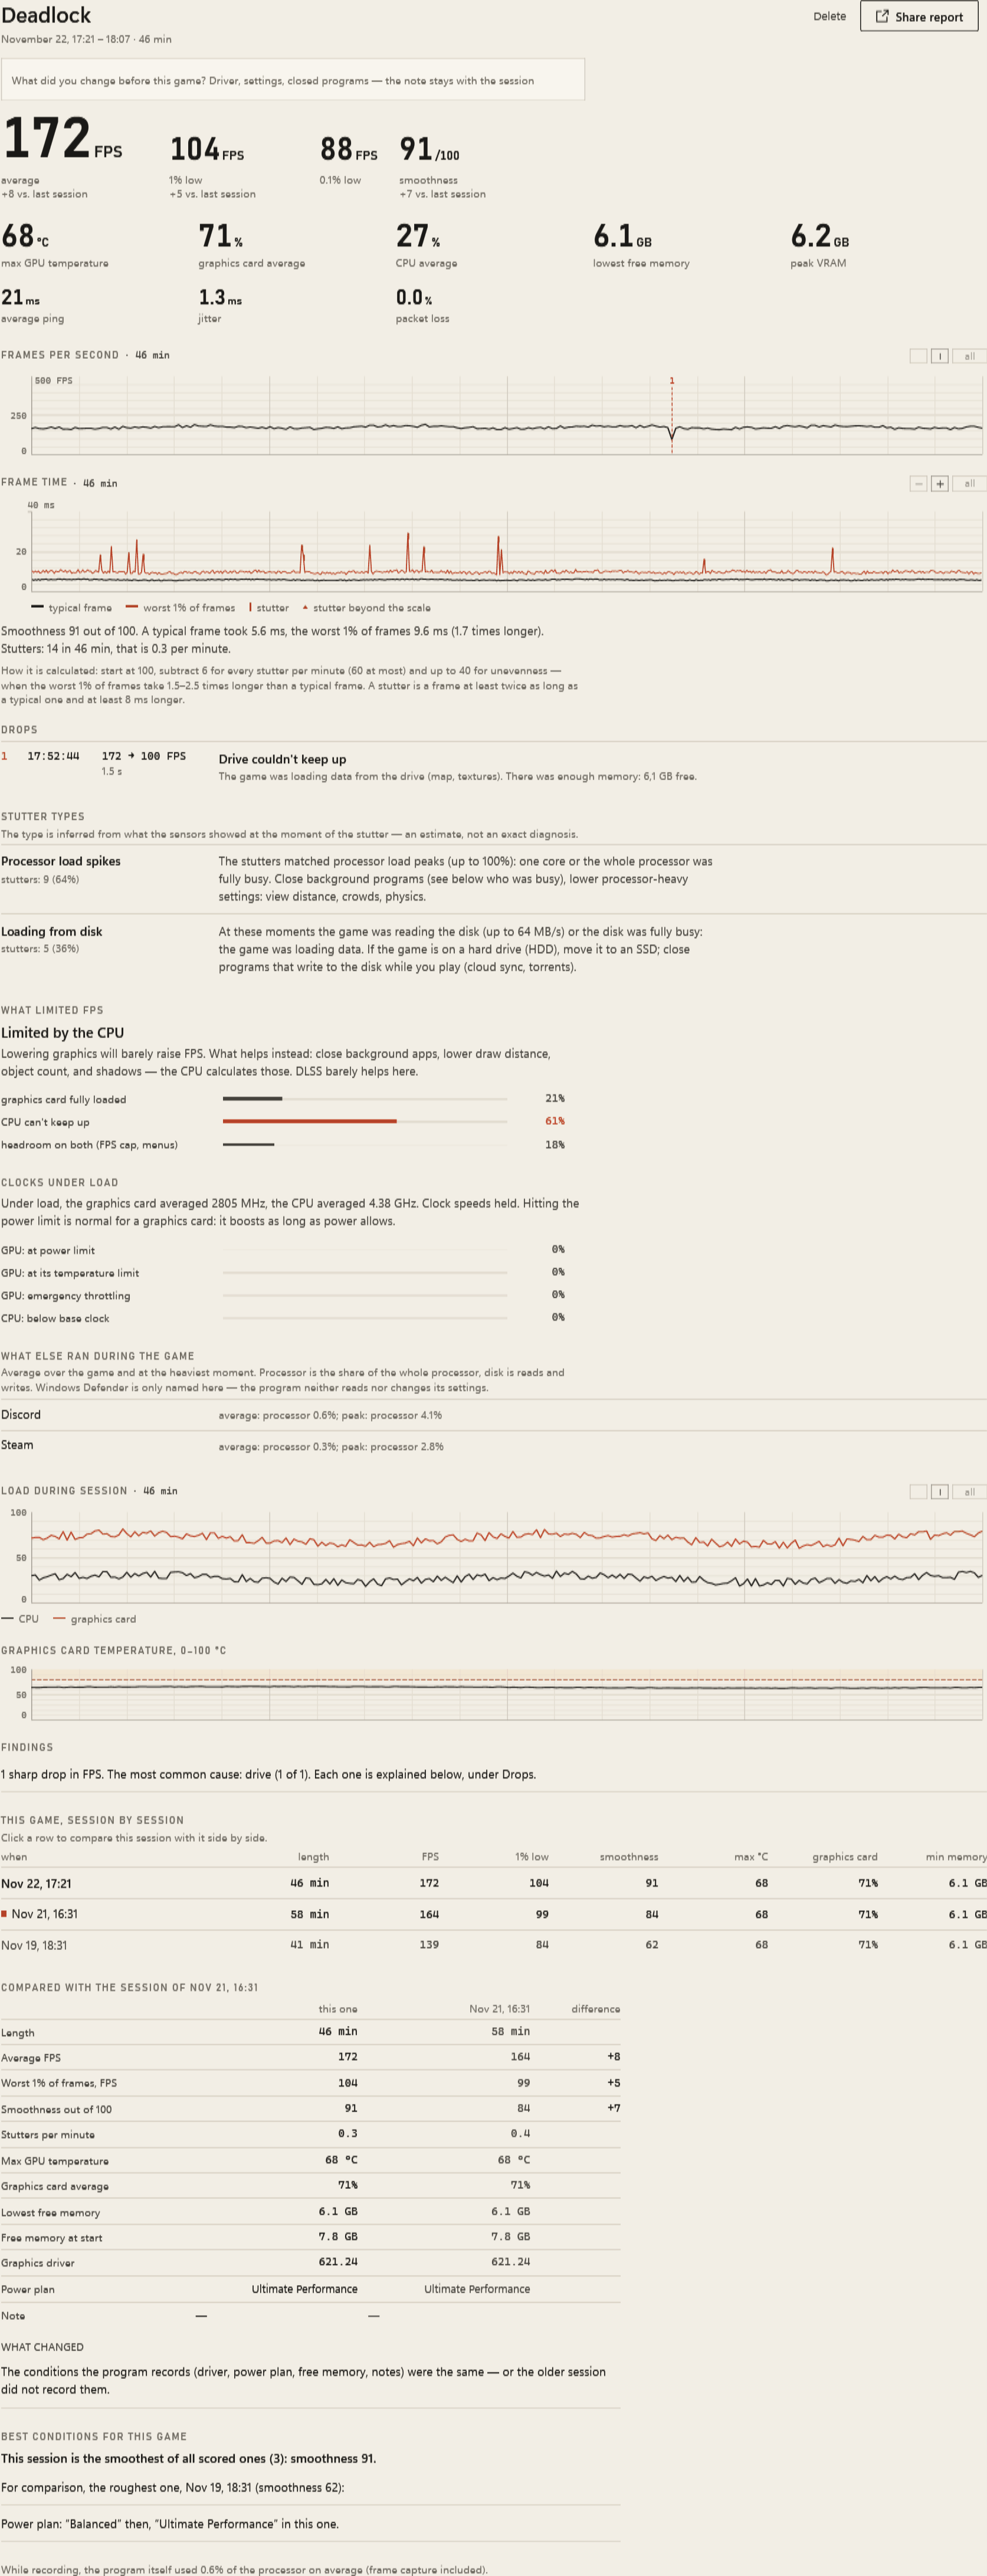 Deadlock
Delete
Share report
November 22, 17:21 – 18:07 · 46 min
What did you change before this game? Driver, settings, closed programs — the note stays with the session
172 FPS
104 FPS
88 FPS
91 /100
average
1% low
0.1% low
smoothness
+8 vs. last session
+5 vs. last session
+7 vs. last session
68 °C
71 %
27 %
6.1 GB
6.2 GB
max GPU temperature
graphics card average
CPU average
lowest free memory
peak VRAM
21 ms
1.3 ms
0.0 %
average ping
jitter
packet loss
FRAMES PER SECOND · 46 min
all
500 FPS
1
250
0
FRAME TIME · 46 min
− + all
40 ms
20
0
typical frame
worst 1% of frames
stutter
stutter beyond the scale
Smoothness 91 out of 100. A typical frame took 5.6 ms, the worst 1% of frames 9.6 ms (1.7 times longer).
Stutters: 14 in 46 min, that is 0.3 per minute.
How it is calculated: start at 100, subtract 6 for every stutter per minute (60 at most) and up to 40 for unevenness —
when the worst 1% of frames take 1.5–2.5 times longer than a typical frame. A stutter is a frame at least twice as long as
a typical one and at least 8 ms longer.
DROPS
1 17:52:44 172 → 100 FPS Drive couldn't keep up
1.5 s The game was loading data from the drive (map, textures). There was enough memory: 6,1 GB free.
STUTTER TYPES
The type is inferred from what the sensors showed at the moment of the stutter — an estimate, not an exact diagnosis.
Processor load spikes
stutters: 9 (64%)
The stutters matched processor load peaks (up to 100%): one core or the whole processor was
fully busy. Close background programs (see below who was busy), lower processor-heavy
settings: view distance, crowds, physics.
Loading from disk
stutters: 5 (36%)
At these moments the game was reading the disk (up to 64 MB/s) or the disk was fully busy:
the game was loading data. If the game is on a hard drive (HDD), move it to an SSD; close
programs that write to the disk while you play (cloud sync, torrents).
WHAT LIMITED FPS
Limited by the CPU
Lowering graphics will barely raise FPS. What helps instead: close background apps, lower draw distance,
object count, and shadows — the CPU calculates those. DLSS barely helps here.
graphics card fully loaded 21%
CPU can't keep up 61%
headroom on both (FPS cap, menus) 18%
CLOCKS UNDER LOAD
Under load, the graphics card averaged 2805 MHz, the CPU averaged 4.38 GHz. Clock speeds held. Hitting the
power limit is normal for a graphics card: it boosts as long as power allows.
GPU: at power limit 0%
GPU: at its temperature limit 0%
GPU: emergency throttling 0%
CPU: below base clock 0%
WHAT ELSE RAN DURING THE GAME
Average over the game and at the heaviest moment. Processor is the share of the whole processor, disk is reads and
writes. Windows Defender is only named here — the program neither reads nor changes its settings.
Discord average: processor 0.6%; peak: processor 4.1%
Steam average: processor 0.3%; peak: processor 2.8%
LOAD DURING SESSION · 46 min
all
100
50
0
CPU
graphics card
GRAPHICS CARD TEMPERATURE, 0–100 °C
100
50
0
FINDINGS
1 sharp drop in FPS. The most common cause: drive (1 of 1). Each one is explained below, under Drops.
THIS GAME, SESSION BY SESSION
Click a row to compare this session with it side by side.
when length FPS 1% low smoothness max °C graphics card min memory
Nov 22, 17:21 46 min 172 104 91 68 71% 6.1 GB
Nov 21, 16:31 58 min 164 99 84 68 71% 6.1 GB
Nov 19, 18:31 41 min 139 84 62 68 71% 6.1 GB
COMPARED WITH THE SESSION OF NOV 21, 16:31
this one Nov 21, 16:31 difference
Length 46 min 58 min
Average FPS 172 164 +8
Worst 1% of frames, FPS 104 99 +5
Smoothness out of 100 91 84 +7
Stutters per minute 0.3 0.4
Max GPU temperature 68 °C 68 °C
Graphics card average 71% 71%
Lowest free memory 6.1 GB 6.1 GB
Free memory at start 7.8 GB 7.8 GB
Graphics driver 621.24 621.24
Power plan Ultimate Performance Ultimate Performance
Note — —
WHAT CHANGED
The conditions the program records (driver, power plan, free memory, notes) were the same — or the older session
did not record them.
BEST CONDITIONS FOR THIS GAME
This session is the smoothest of all scored ones (3): smoothness 91.
For comparison, the roughest one, Nov 19, 18:31 (smoothness 62):
Power plan: "Balanced" then, "Ultimate Performance" in this one.
While recording, the program itself used 0.6% of the processor on average (frame capture included).